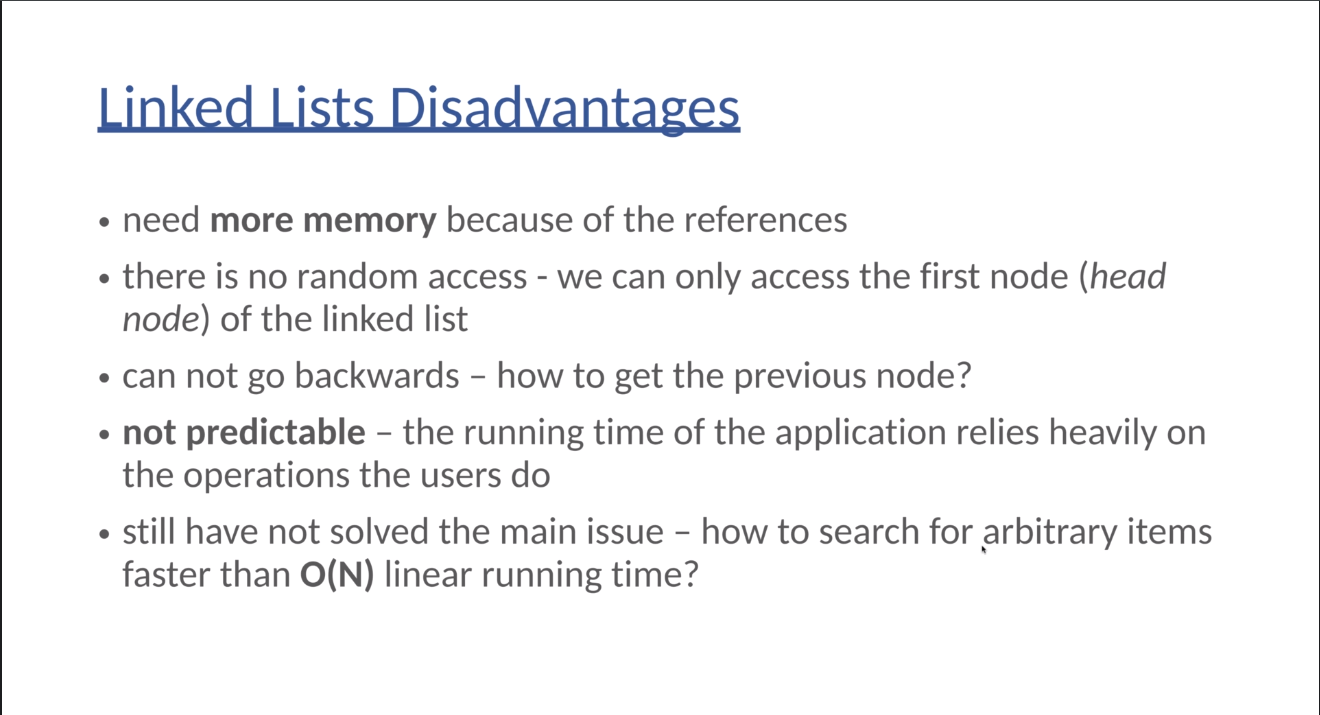 Linked Lists Disadvantages
• need more memory because of the references
• there is no random access - we can only access the first node (head
node) of the linked list
• can not go backwards – how to get the previous node?
• not predictable – the running time of the application relies heavily on
the operations the users do
• still have not solved the main issue – how to search for arbitrary items
faster than O(N) linear running time?